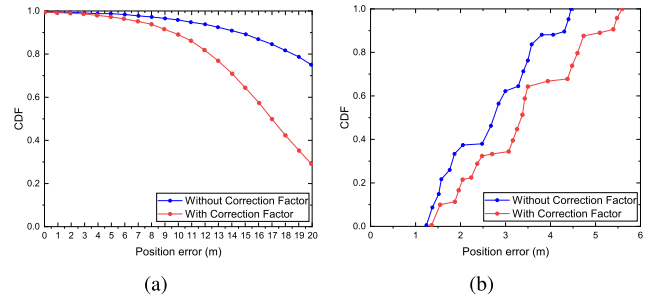 1.0
0.8
0.6
0.4
0.2
0.0
CDF
Without Correction Factor
With Correction Factor
0 1 2 3 4 5 6 7 8 9 10 11 12 13 14 15 16 17 18 19 20
Position error (m)
(a)
1.0
0.8
0.6
0.4
0.2
0.0
CDF
Without Correction Factor
With Correction Factor
0 1 2 3 4 5 6
Position error (m)
(b)